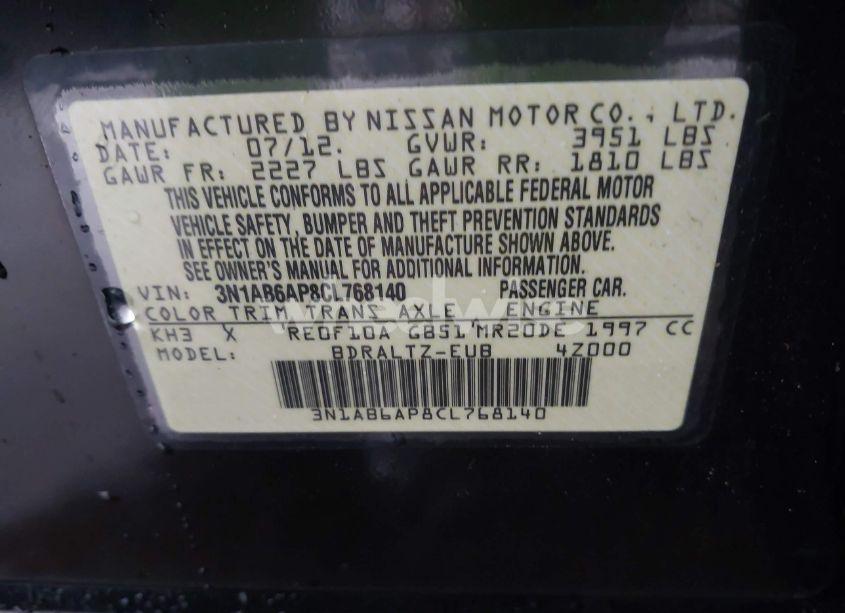 MANUFACTURED BY NISSAN MOTOR CO., LTD.
DATE: 07/12. GVWR: 3951 LBS
GAWR FR: 2227 LBS GAWR RR: 1810 LBS
THIS VEHICLE CONFORMS TO ALL APPLICABLE FEDERAL MOTOR
VEHICLE SAFETY, BUMPER AND THEFT PREVENTION STANDARDS
IN EFFECT ON THE DATE OF MANUFACTURE SHOWN ABOVE.
SEE OWNER'S MANUAL FOR ADDITIONAL INFORMATION.
VIN: 3N1AB6AP8CL768140 PASSENGER CAR.
COLOR TRIM TRANS AXLE ENGINE
KH3 X RE0F10A GB51 MR20DE 1997 CC
MODEL: BDRALTZ-EUB 4Z000
3N1AB6AP8CL768140